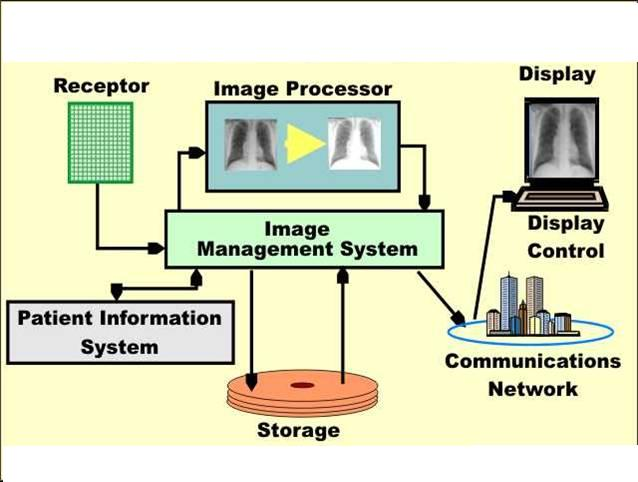 Receptor
Image Processor
Display
Image
Management System
Display
Control
Patient Information
System
Communications
Network
Storage